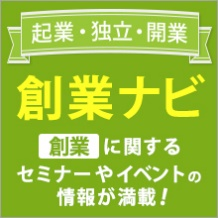 起業・独立・開業
創業ナビ
創業に関する
セミナーやイベントの
情報が満載！